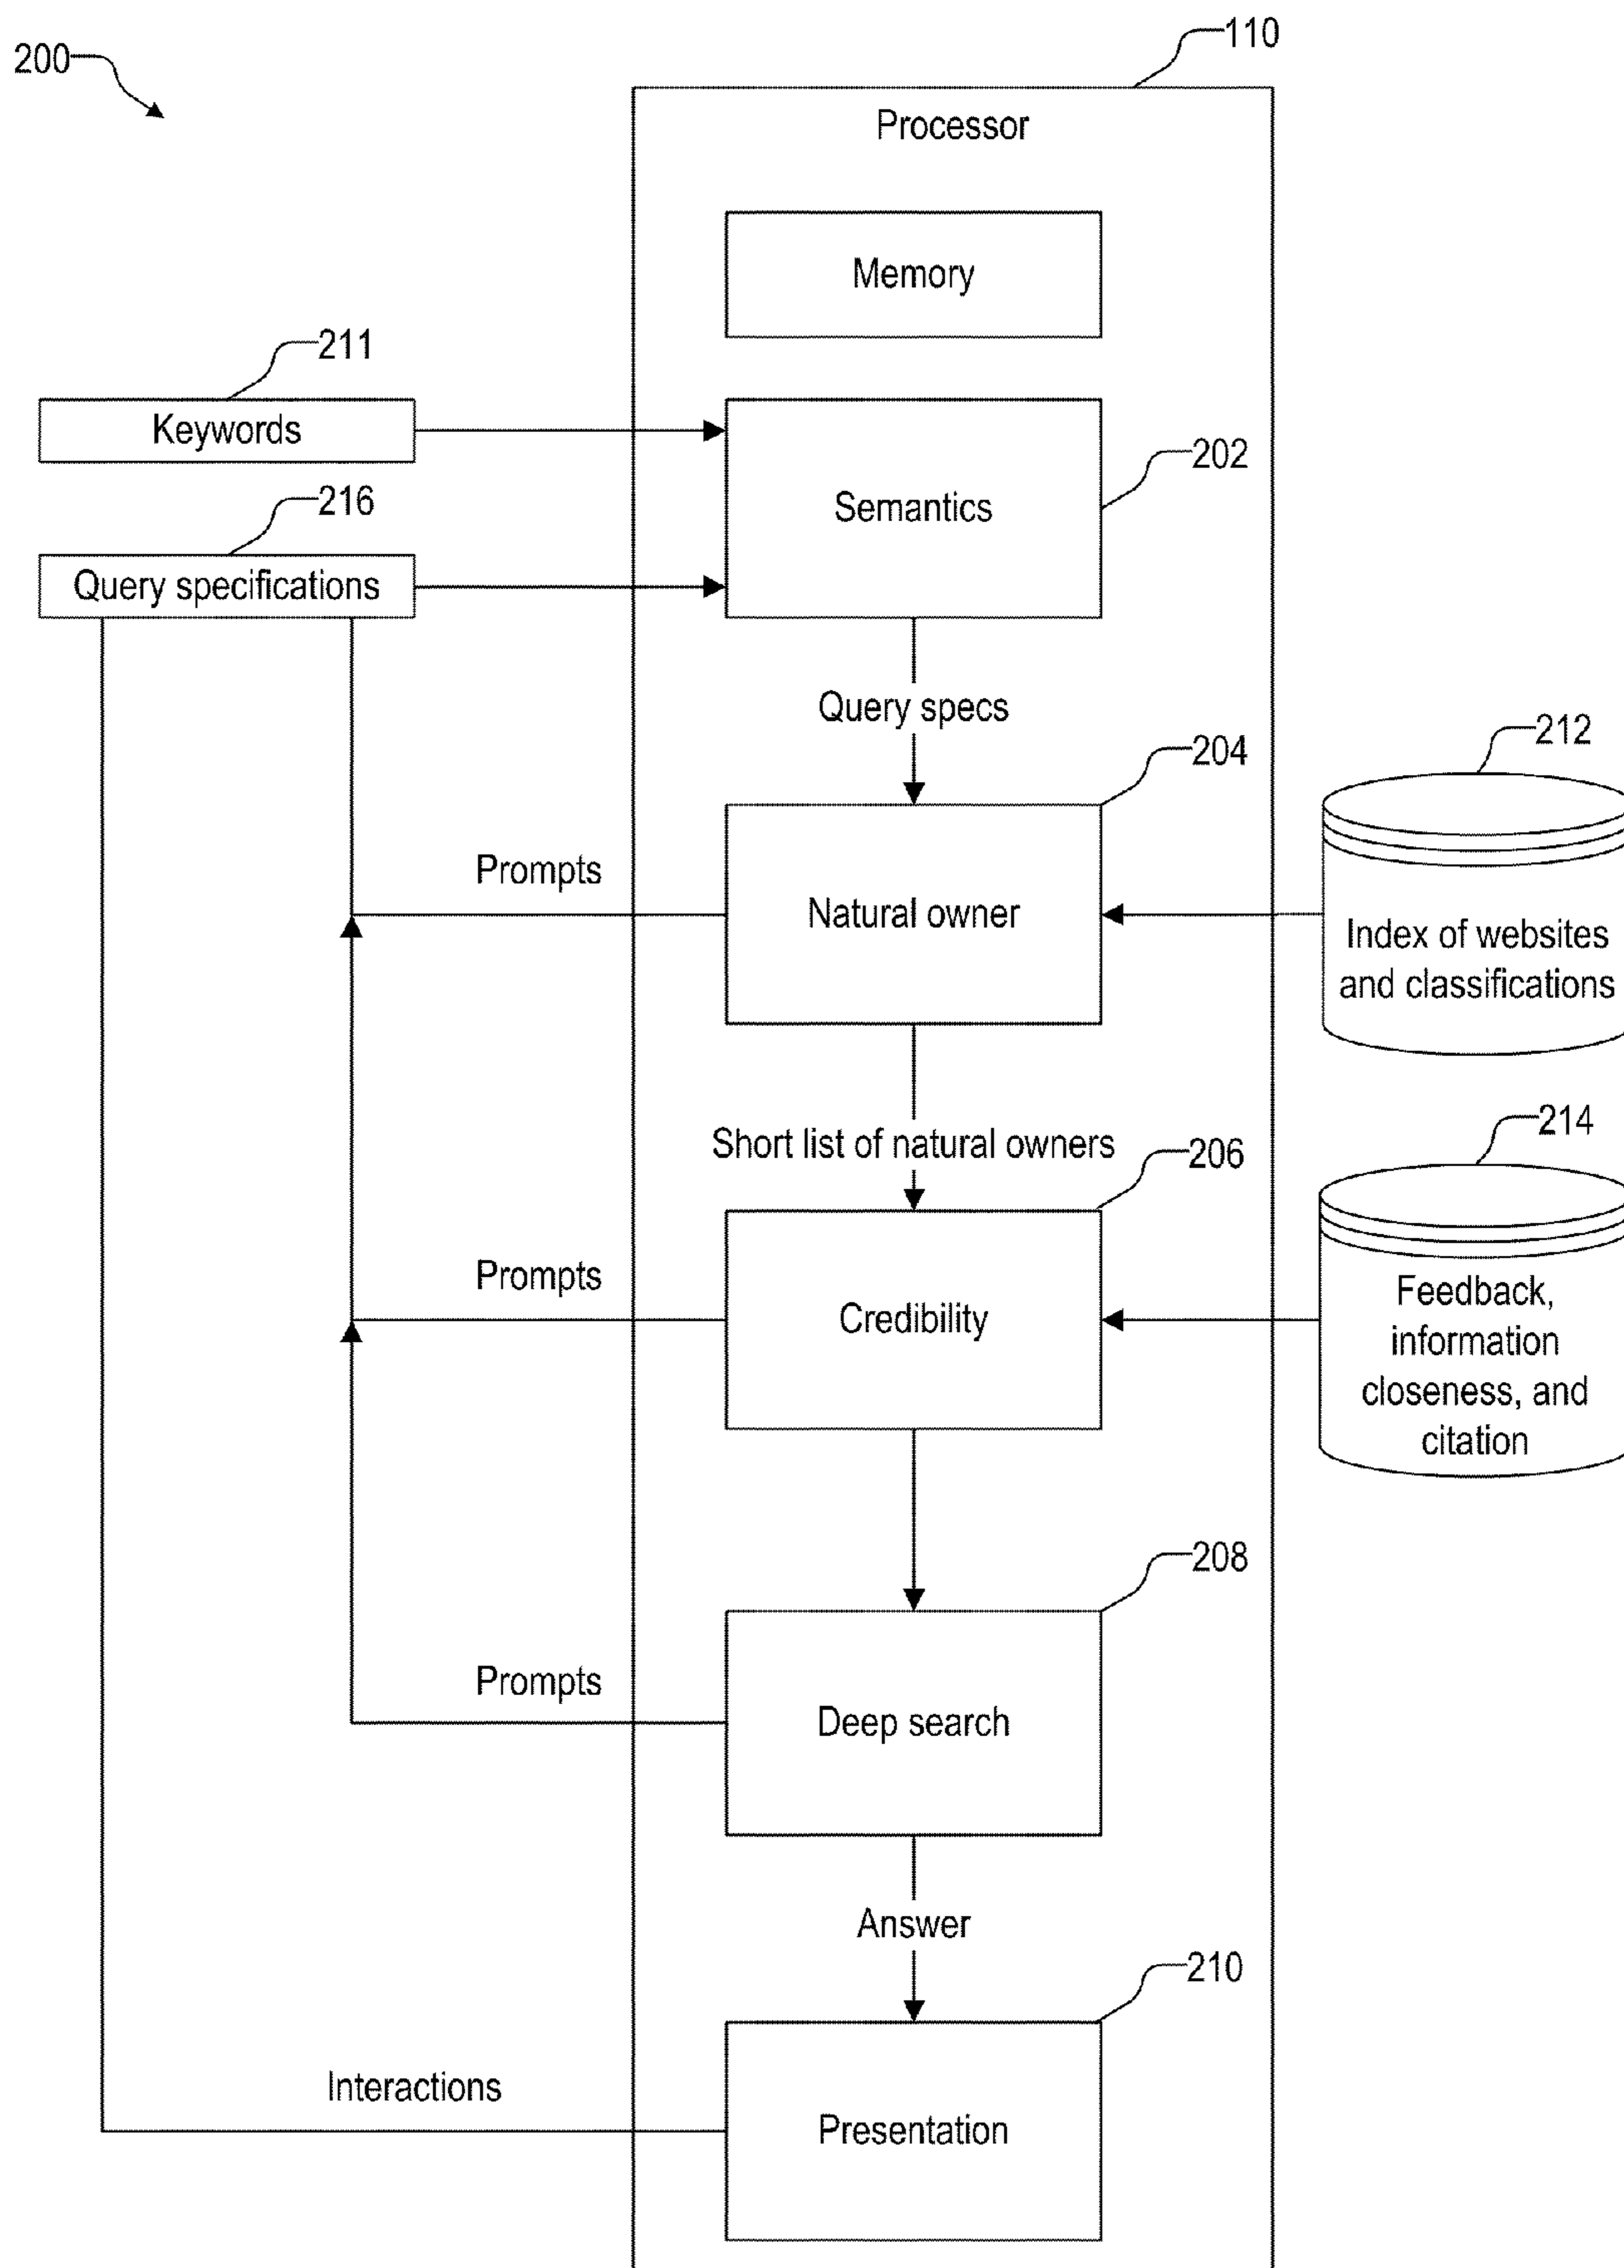 110
200
Processor
Memory
211
Keywords
202
216
Semantics
Query specifications
Query specs
212
204
Prompts
Natural owner
Index of websites
and classifications
214
Short list of natural owners
206
Prompts
Credibility
Feedback,
information
closeness, and
citation
208
Prompts
Deep search
Answer
210
Interactions
Presentation